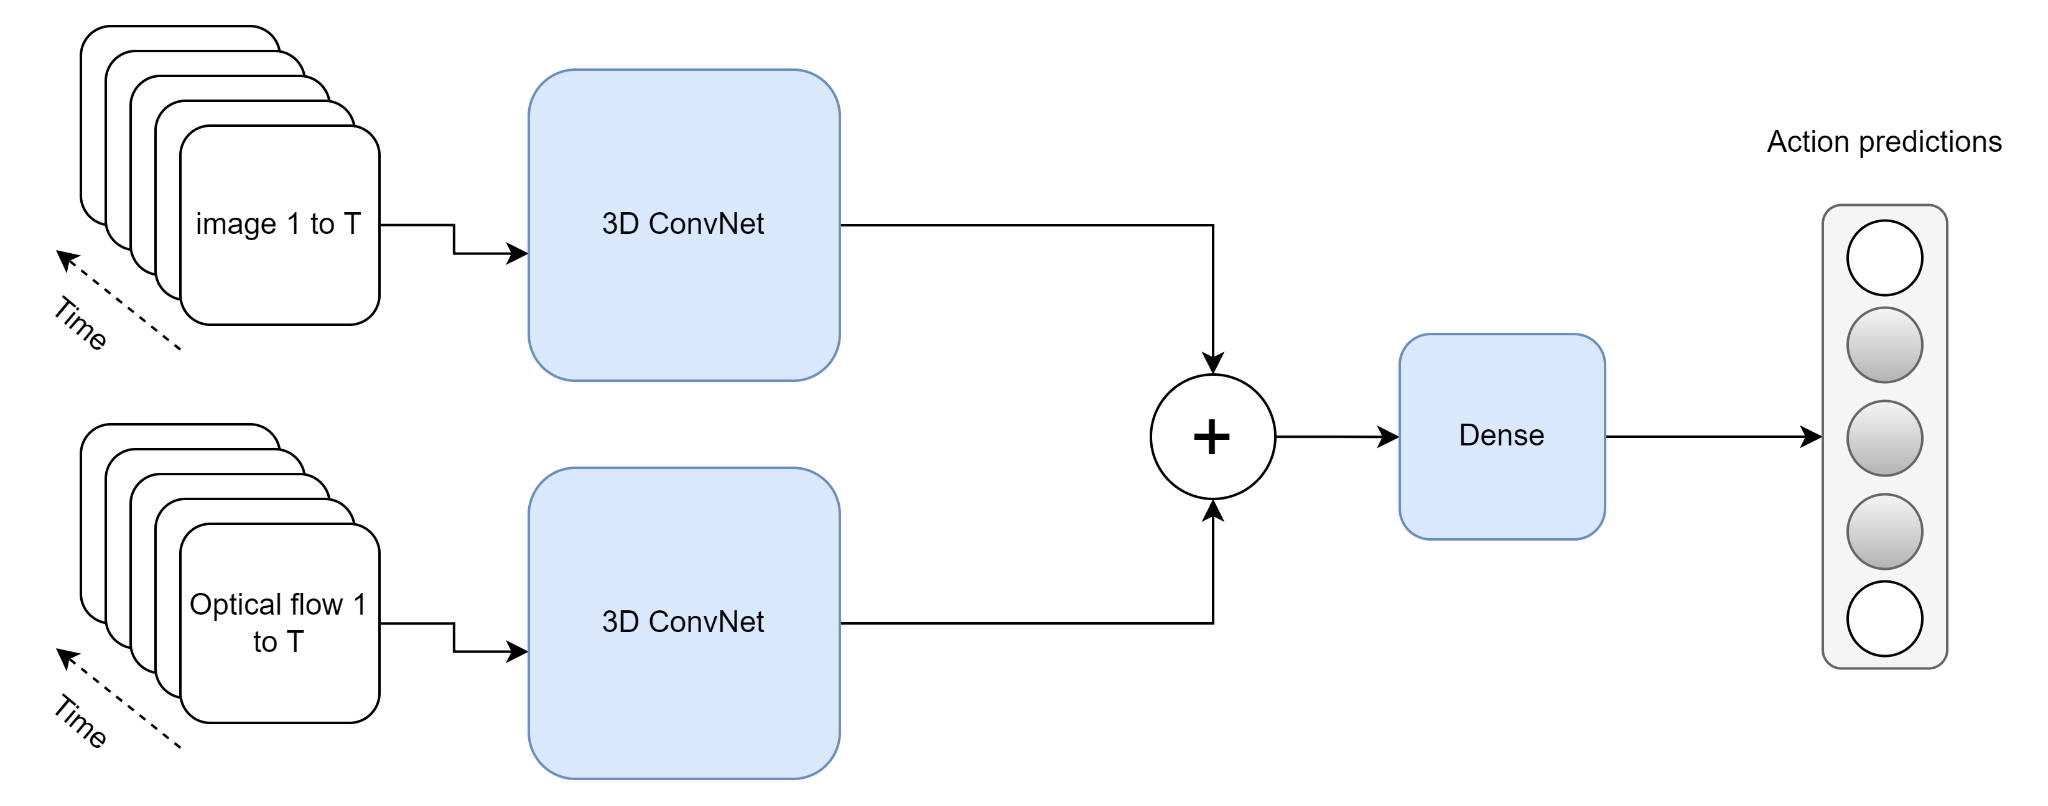 image 1 to T
Time
3D ConvNet
Optical flow 1
to T
Time
3D ConvNet
+
Dense
Action predictions